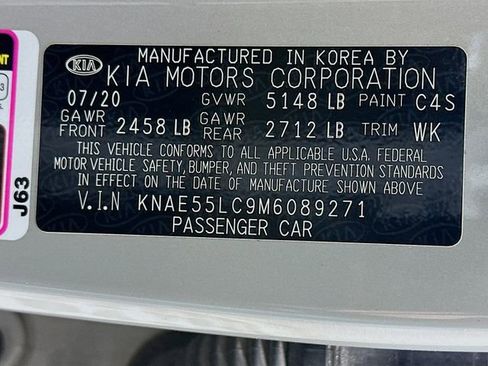 MANUFACTURED IN KOREA BY
KIA KIA MOTORS CORPORATION
07/20 GVWR 5148 LB PAINT C4S
GAWR FRONT 2458 LB GAWR REAR 2712 LB TRIM WK
THIS VEHICLE CONFORMS TO ALL APPLICABLE U.S.A. FEDERAL
MOTOR VEHICLE SAFETY, BUMPER, AND THEFT PREVENTION STANDARDS
IN EFFECT ON THE DATE OF MANUFACTURE SHOWN ABOVE
V.I.N KNAE55LC9M6089271
PASSENGER CAR
J63